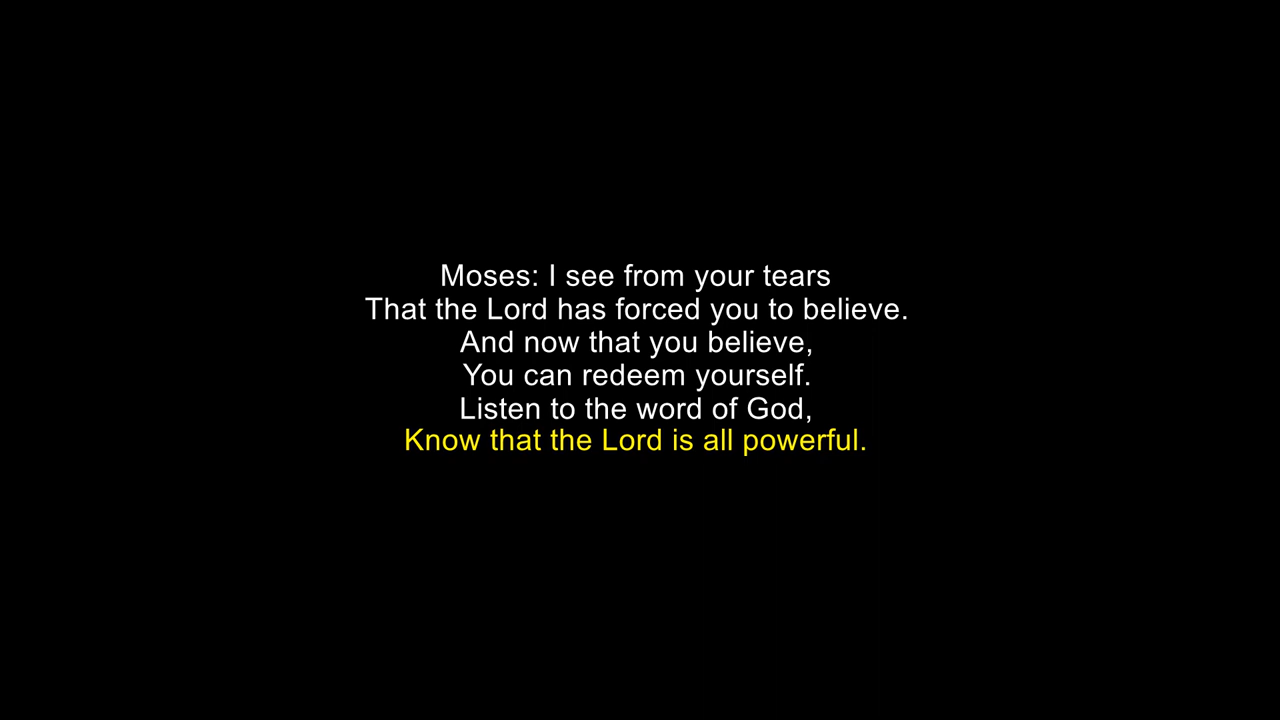 Moses: I see from your tears
That the Lord has forced you to believe.
And now that you believe,
You can redeem yourself.
Listen to the word of God,
Know that the Lord is all powerful.